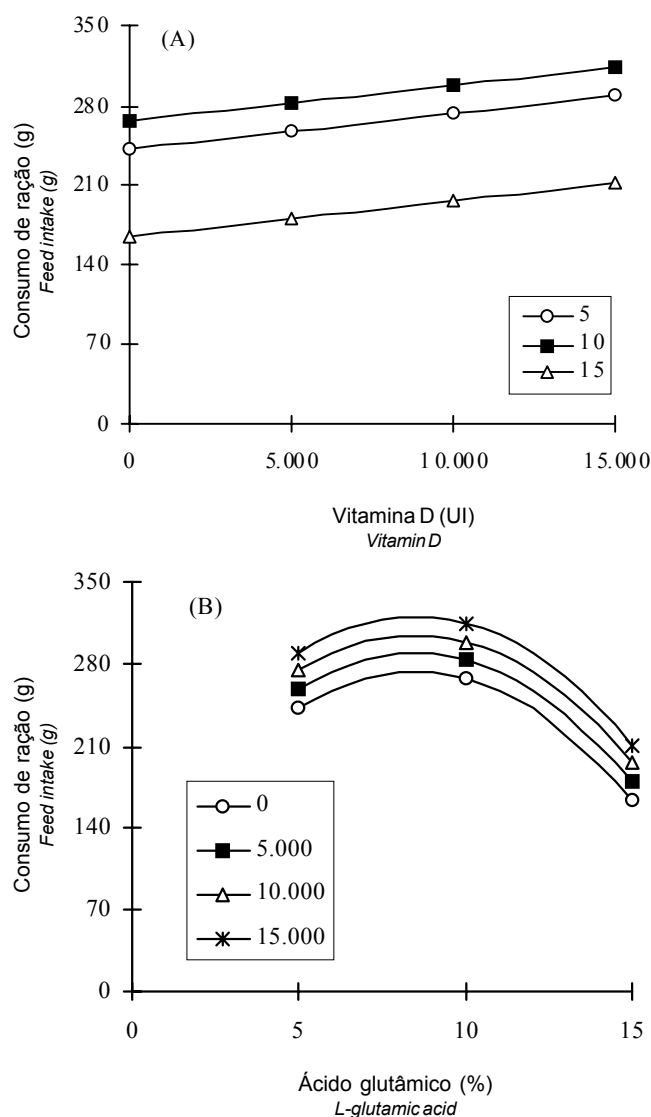 (A)
350
280
210
140
70
0
Consumo de ração (g)
Feed intake (g)
5
10
15
0 5.000 10.000 15.000
Vitamina D (UI)
Vitamin D
(B)
350
280
210
140
70
0
Consumo de ração (g)
Feed intake (g)
0
5.000
10.000
15.000
0 5 10 15
Ácido glutâmico (%)
L-glutamic acid